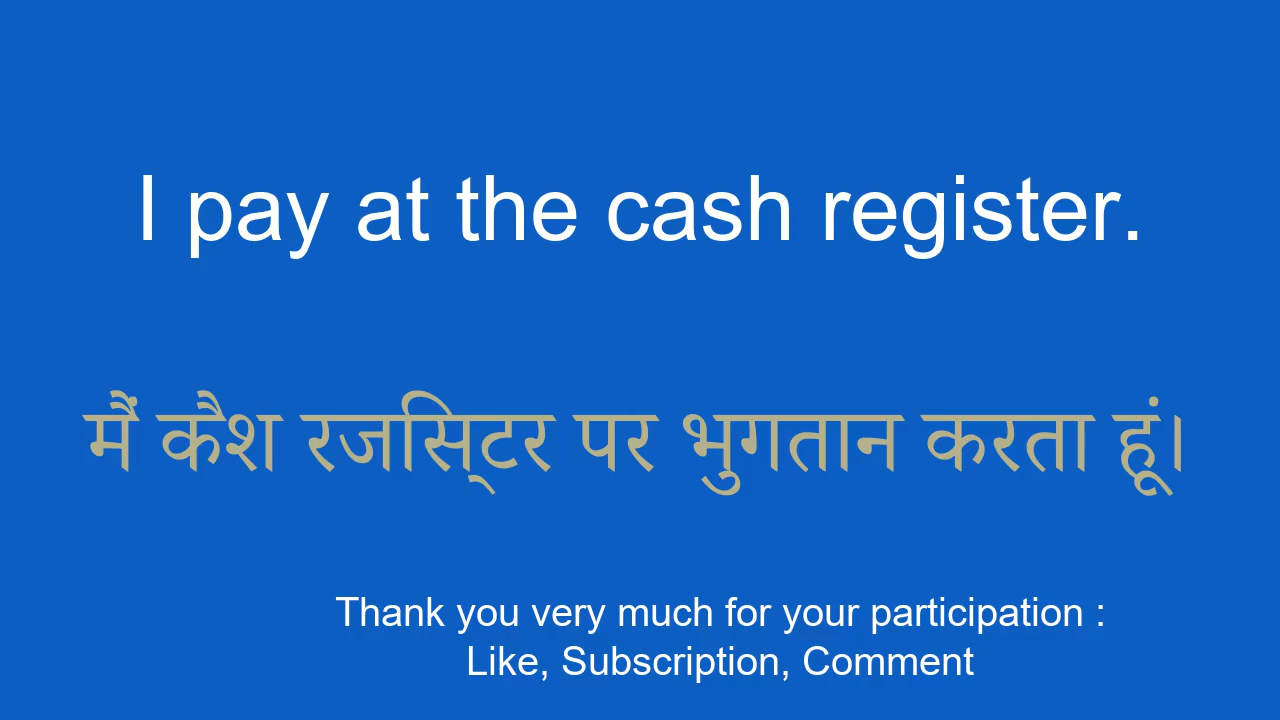 I pay at the cash register.
मैं कैश रजिस्टर पर भुगतान करता हूं।
Thank you very much for your participation :
Like, Subscription, Comment